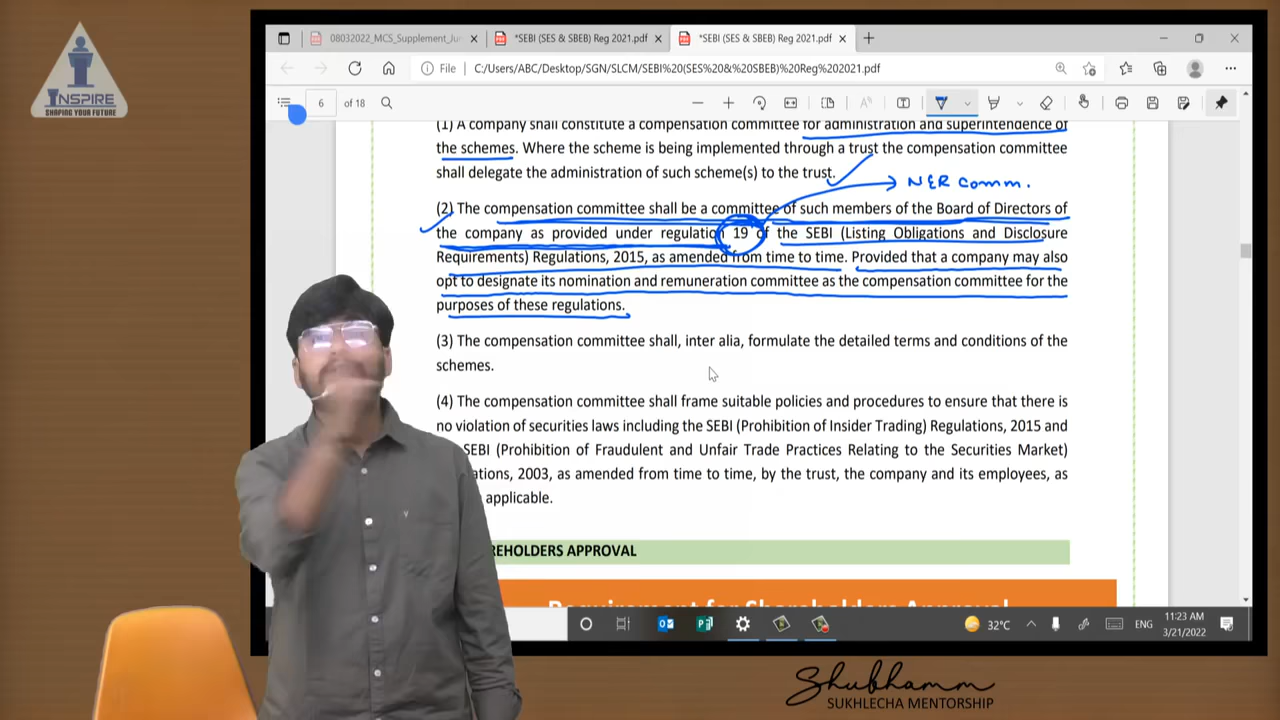 INSPIRE
SHAPING YOUR FUTURE
08032022_MCS_Supplement_Ju
*SEBI (SES & SBEB) Reg 2021.pdf
*SEBI (SES & SBEB) Reg 2021.pdf
File
C:/Users/ABC/Desktop/SGN/SLCM/SEBI%20(SES%20&%20SBEB)%20Reg%202021.pdf
6 of 18
(1) A company shall constitute a compensation committee for administration and superintendence of
the schemes. Where the scheme is being implemented through a trust the compensation committee
shall delegate the administration of such scheme(s) to the trust.
N&R Comm.
(2) The compensation committee shall be a committee of such members of the Board of Directors of
the company as provided under regulation 19 of the SEBI (Listing Obligations and Disclosure
Requirements) Regulations, 2015, as amended from time to time. Provided that a company may also
opt to designate its nomination and remuneration committee as the compensation committee for the
purposes of these regulations.
(3) The compensation committee shall, inter alia, formulate the detailed terms and conditions of the
schemes.
(4) The compensation committee shall frame suitable policies and procedures to ensure that there is
no violation of securities laws including the SEBI (Prohibition of Insider Trading) Regulations, 2015 and
SEBI (Prohibition of Fraudulent and Unfair Trade Practices Relating to the Securities Market)
ations, 2003, as amended from time to time, by the trust, the company and its employees, as
applicable.
REHOLDERS APPROVAL
Requirement for Shareholders Approval
32°C
ENG
11:23 AM
3/21/2022
Shubhamm
SUKHLECHA MENTORSHIP